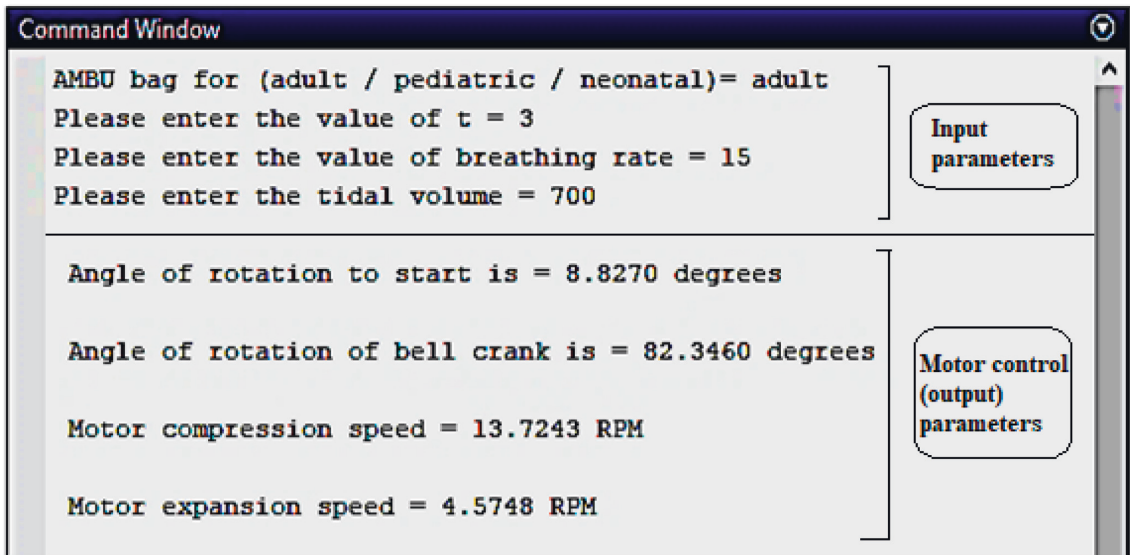 Command Window
AMBU bag for (adult / pediatric / neonatal)= adult
Please enter the value of t = 3
Please enter the value of breathing rate = 15
Please enter the tidal volume = 700
Input
parameters
Angle of rotation to start is = 8.8270 degrees
Angle of rotation of bell crank is = 82.3460 degrees
Motor compression speed = 13.7243 RPM
Motor expansion speed = 4.5748 RPM
Motor control
(output)
parameters